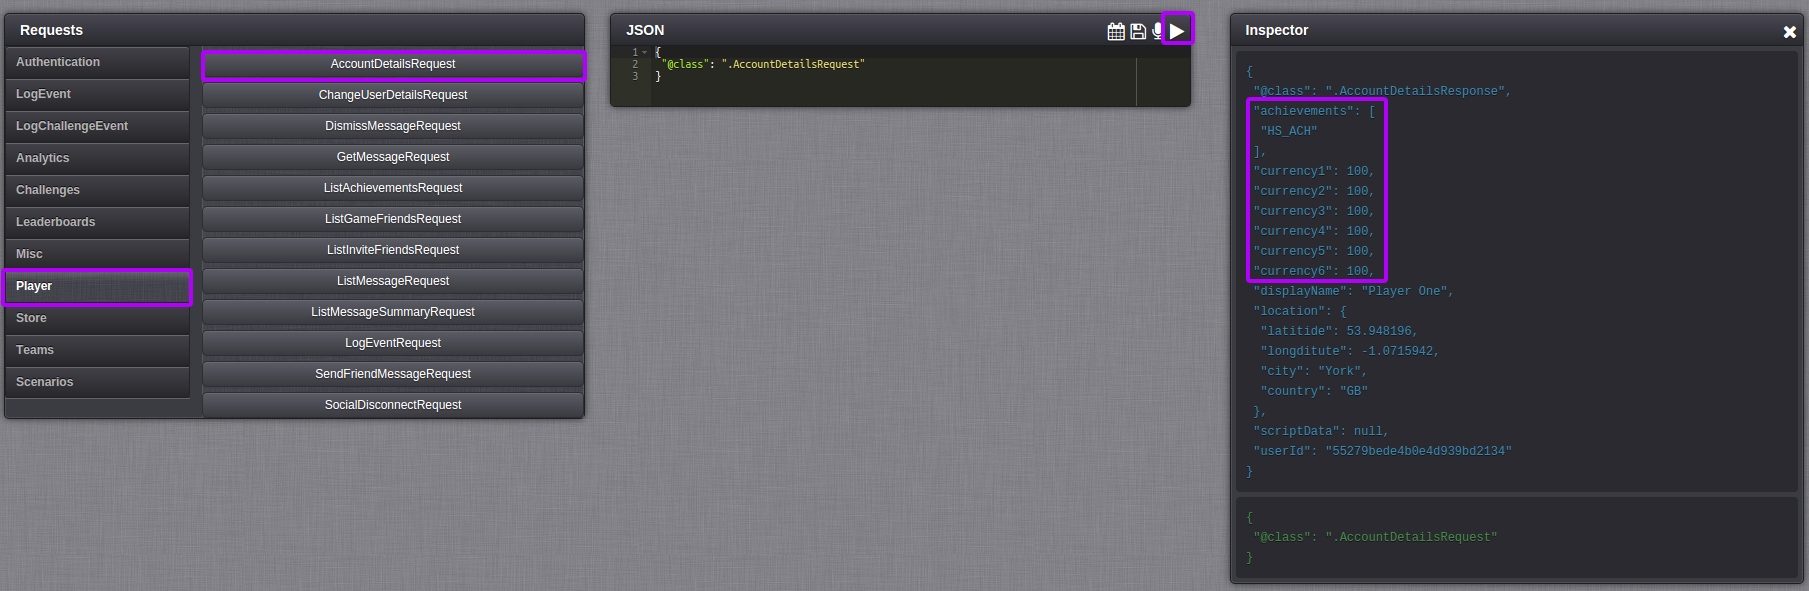 Requests
Authentication
LogEvent
LogChallengeEvent
Analytics
Challenges
Leaderboards
Misc
Player
Store
Teams
Scenarios
AccountDetailsRequest
ChangeUserDetailsRequest
DismissMessageRequest
GetMessageRequest
ListAchievementsRequest
ListGameFriendsRequest
ListInviteFriendsRequest
ListMessageRequest
ListMessageSummaryRequest
LogEventRequest
SendFriendMessageRequest
SocialDisconnectRequest
JSON
1 {
2 "@class": ".AccountDetailsRequest"
3 }
Inspector
{
"@class": ".AccountDetailsResponse",
"achievements": [
"HS_ACH"
],
"currency1": 100,
"currency2": 100,
"currency3": 100,
"currency4": 100,
"currency5": 100,
"currency6": 100,
"displayName": "Player One",
"location": {
"latitide": 53.948196,
"longditute": -1.0715942,
"city": "York",
"country": "GB"
},
"scriptData": null,
"userId": "55279bede4b0e4d939bd2134"
}
{
"@class": ".AccountDetailsRequest"
}